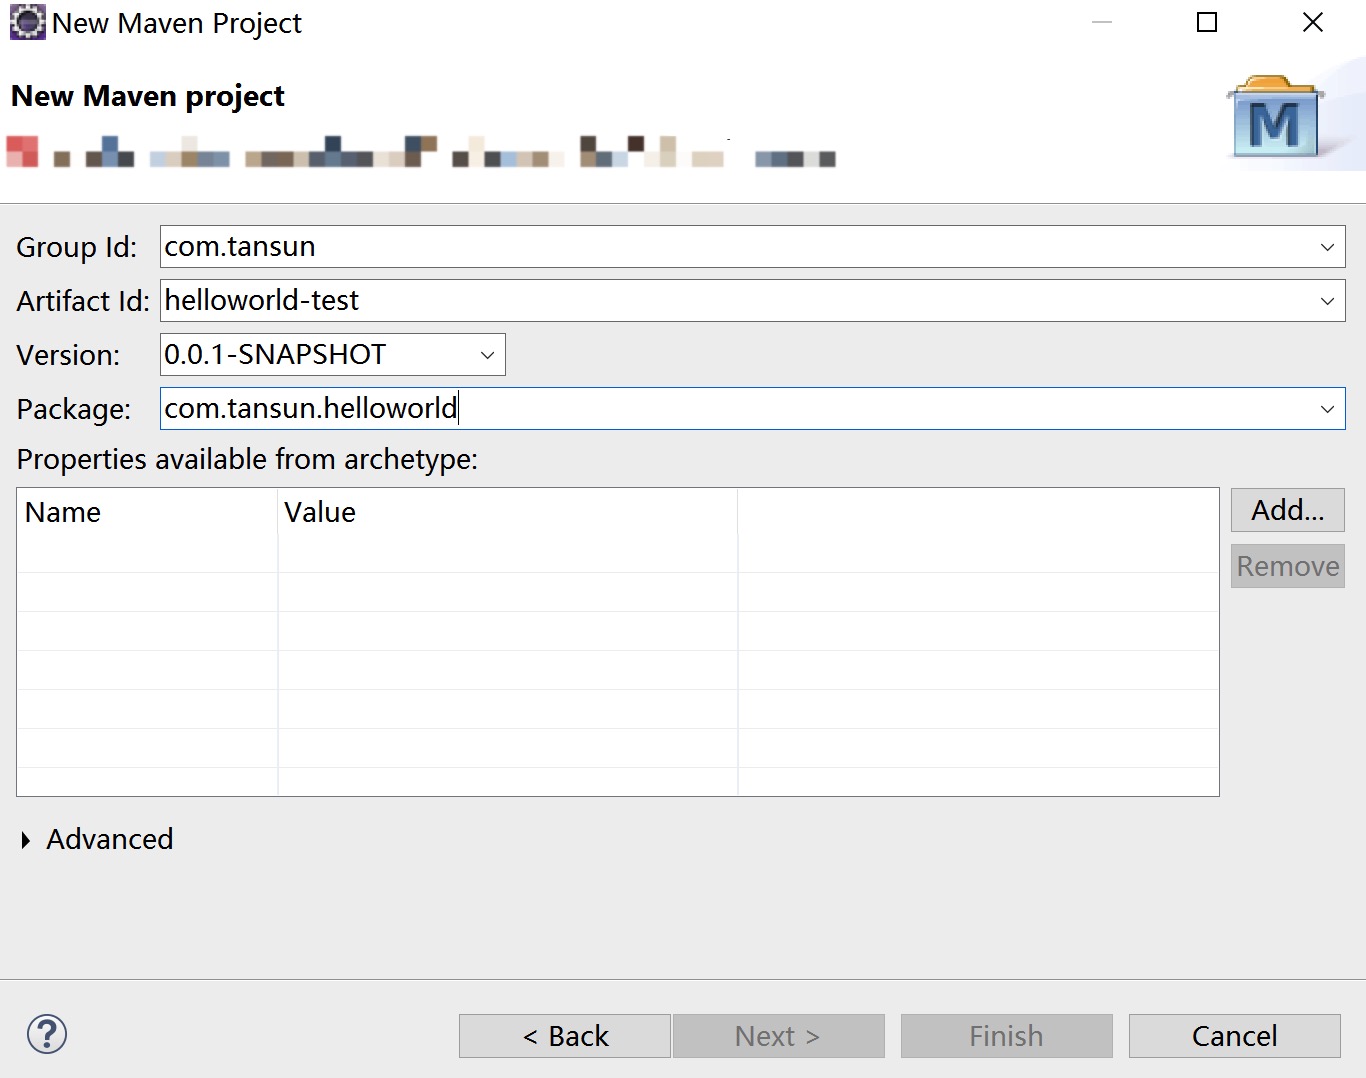 New Maven Project
New Maven project
M
Group Id: com.tansun
Artifact Id: helloworld-test
Version: 0.0.1-SNAPSHOT
Package: com.tansun.helloworld
Properties available from archetype:
Name Value
Add...
Remove
Advanced
? < Back Next > Finish Cancel